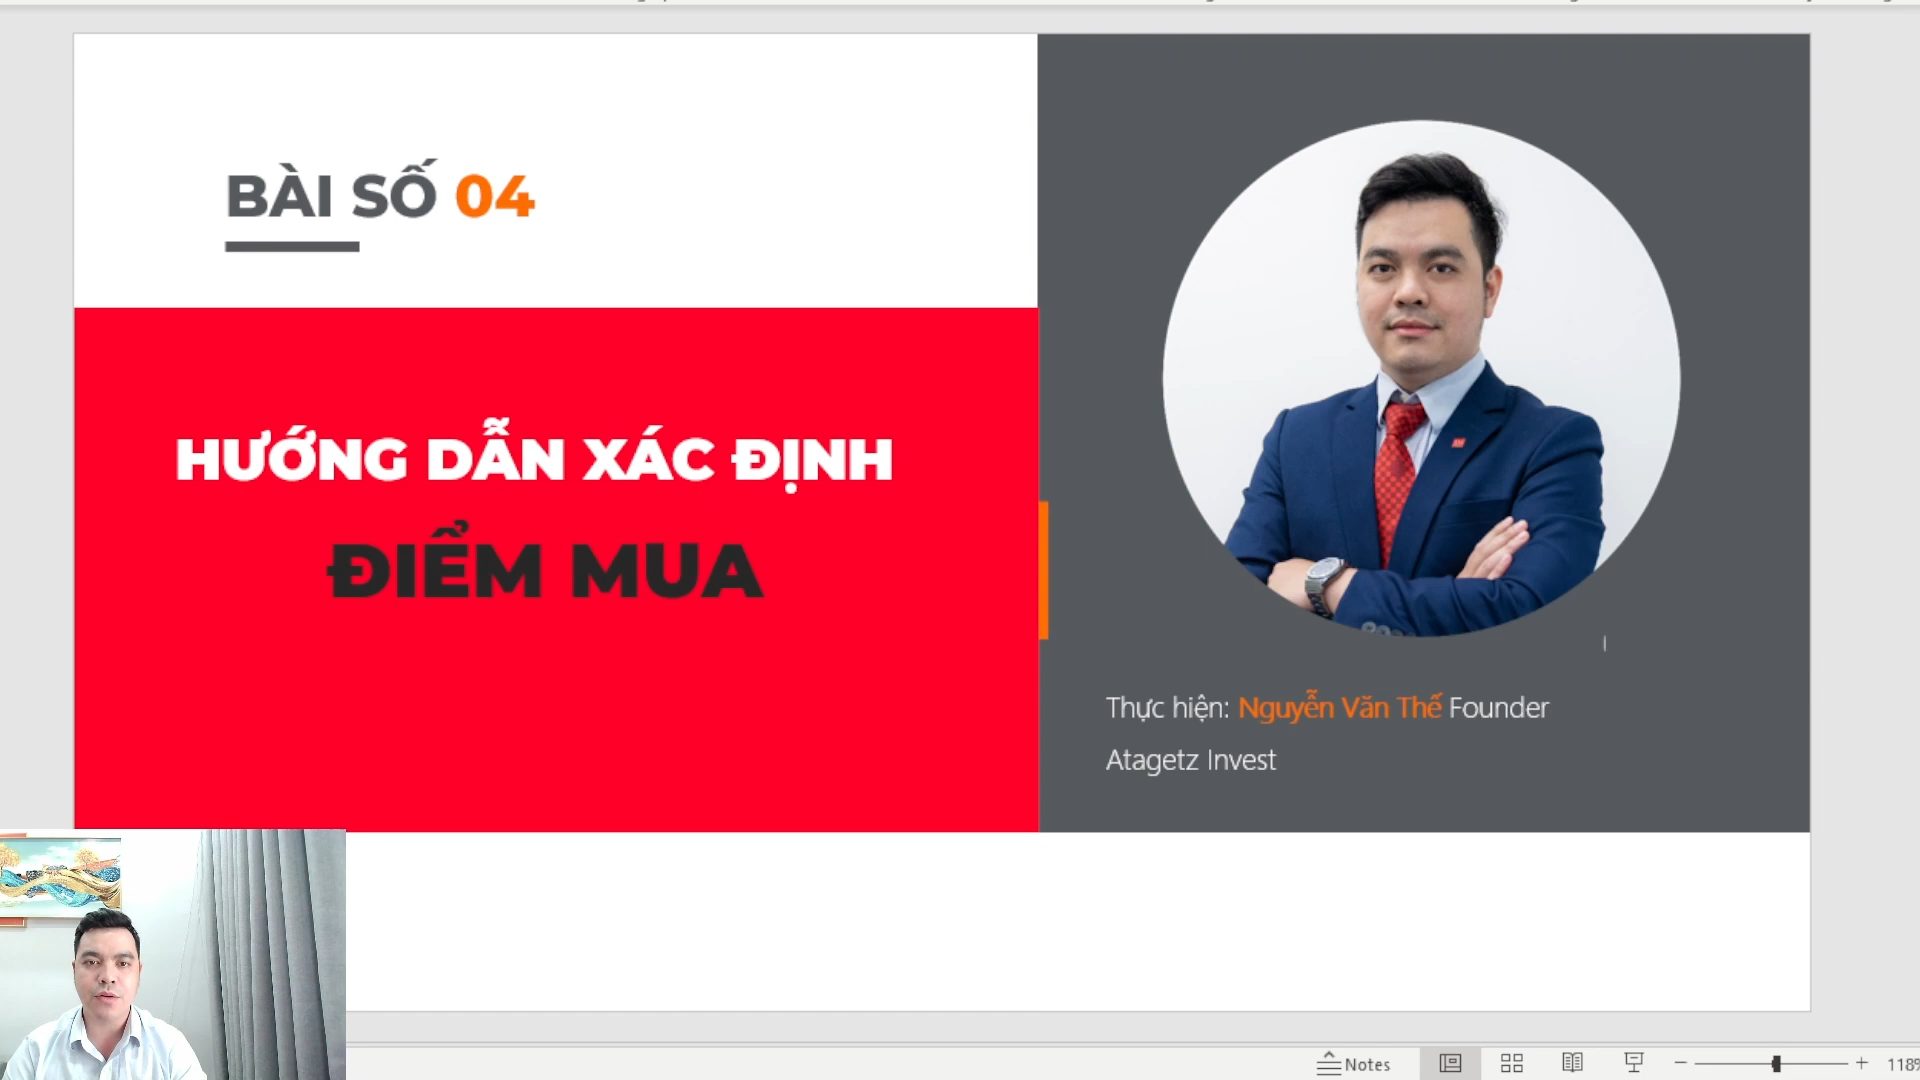 BÀI SỐ 04
HƯỚNG DẪN XÁC ĐỊNH
ĐIỂM MUA
Thực hiện: Nguyễn Văn Thế Founder
Atagetz Invest
Notes
118%